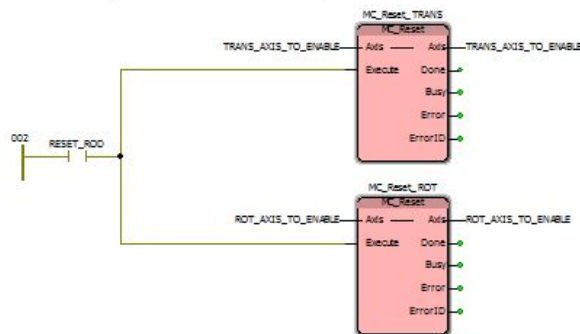 MC_Reset_TRANS
MC_Reset
TRANS_AXIS_TO_ENABLE Axis Axis TRANS_AXIS_TO_ENABLE
Execute Done
Busy
Error
ErrorID
002
RESET_ROD
MC_Reset_ROT
MC_Reset
ROT_AXIS_TO_ENABLE Axis Axis ROT_AXIS_TO_ENABLE
Execute Done
Busy
Error
ErrorID